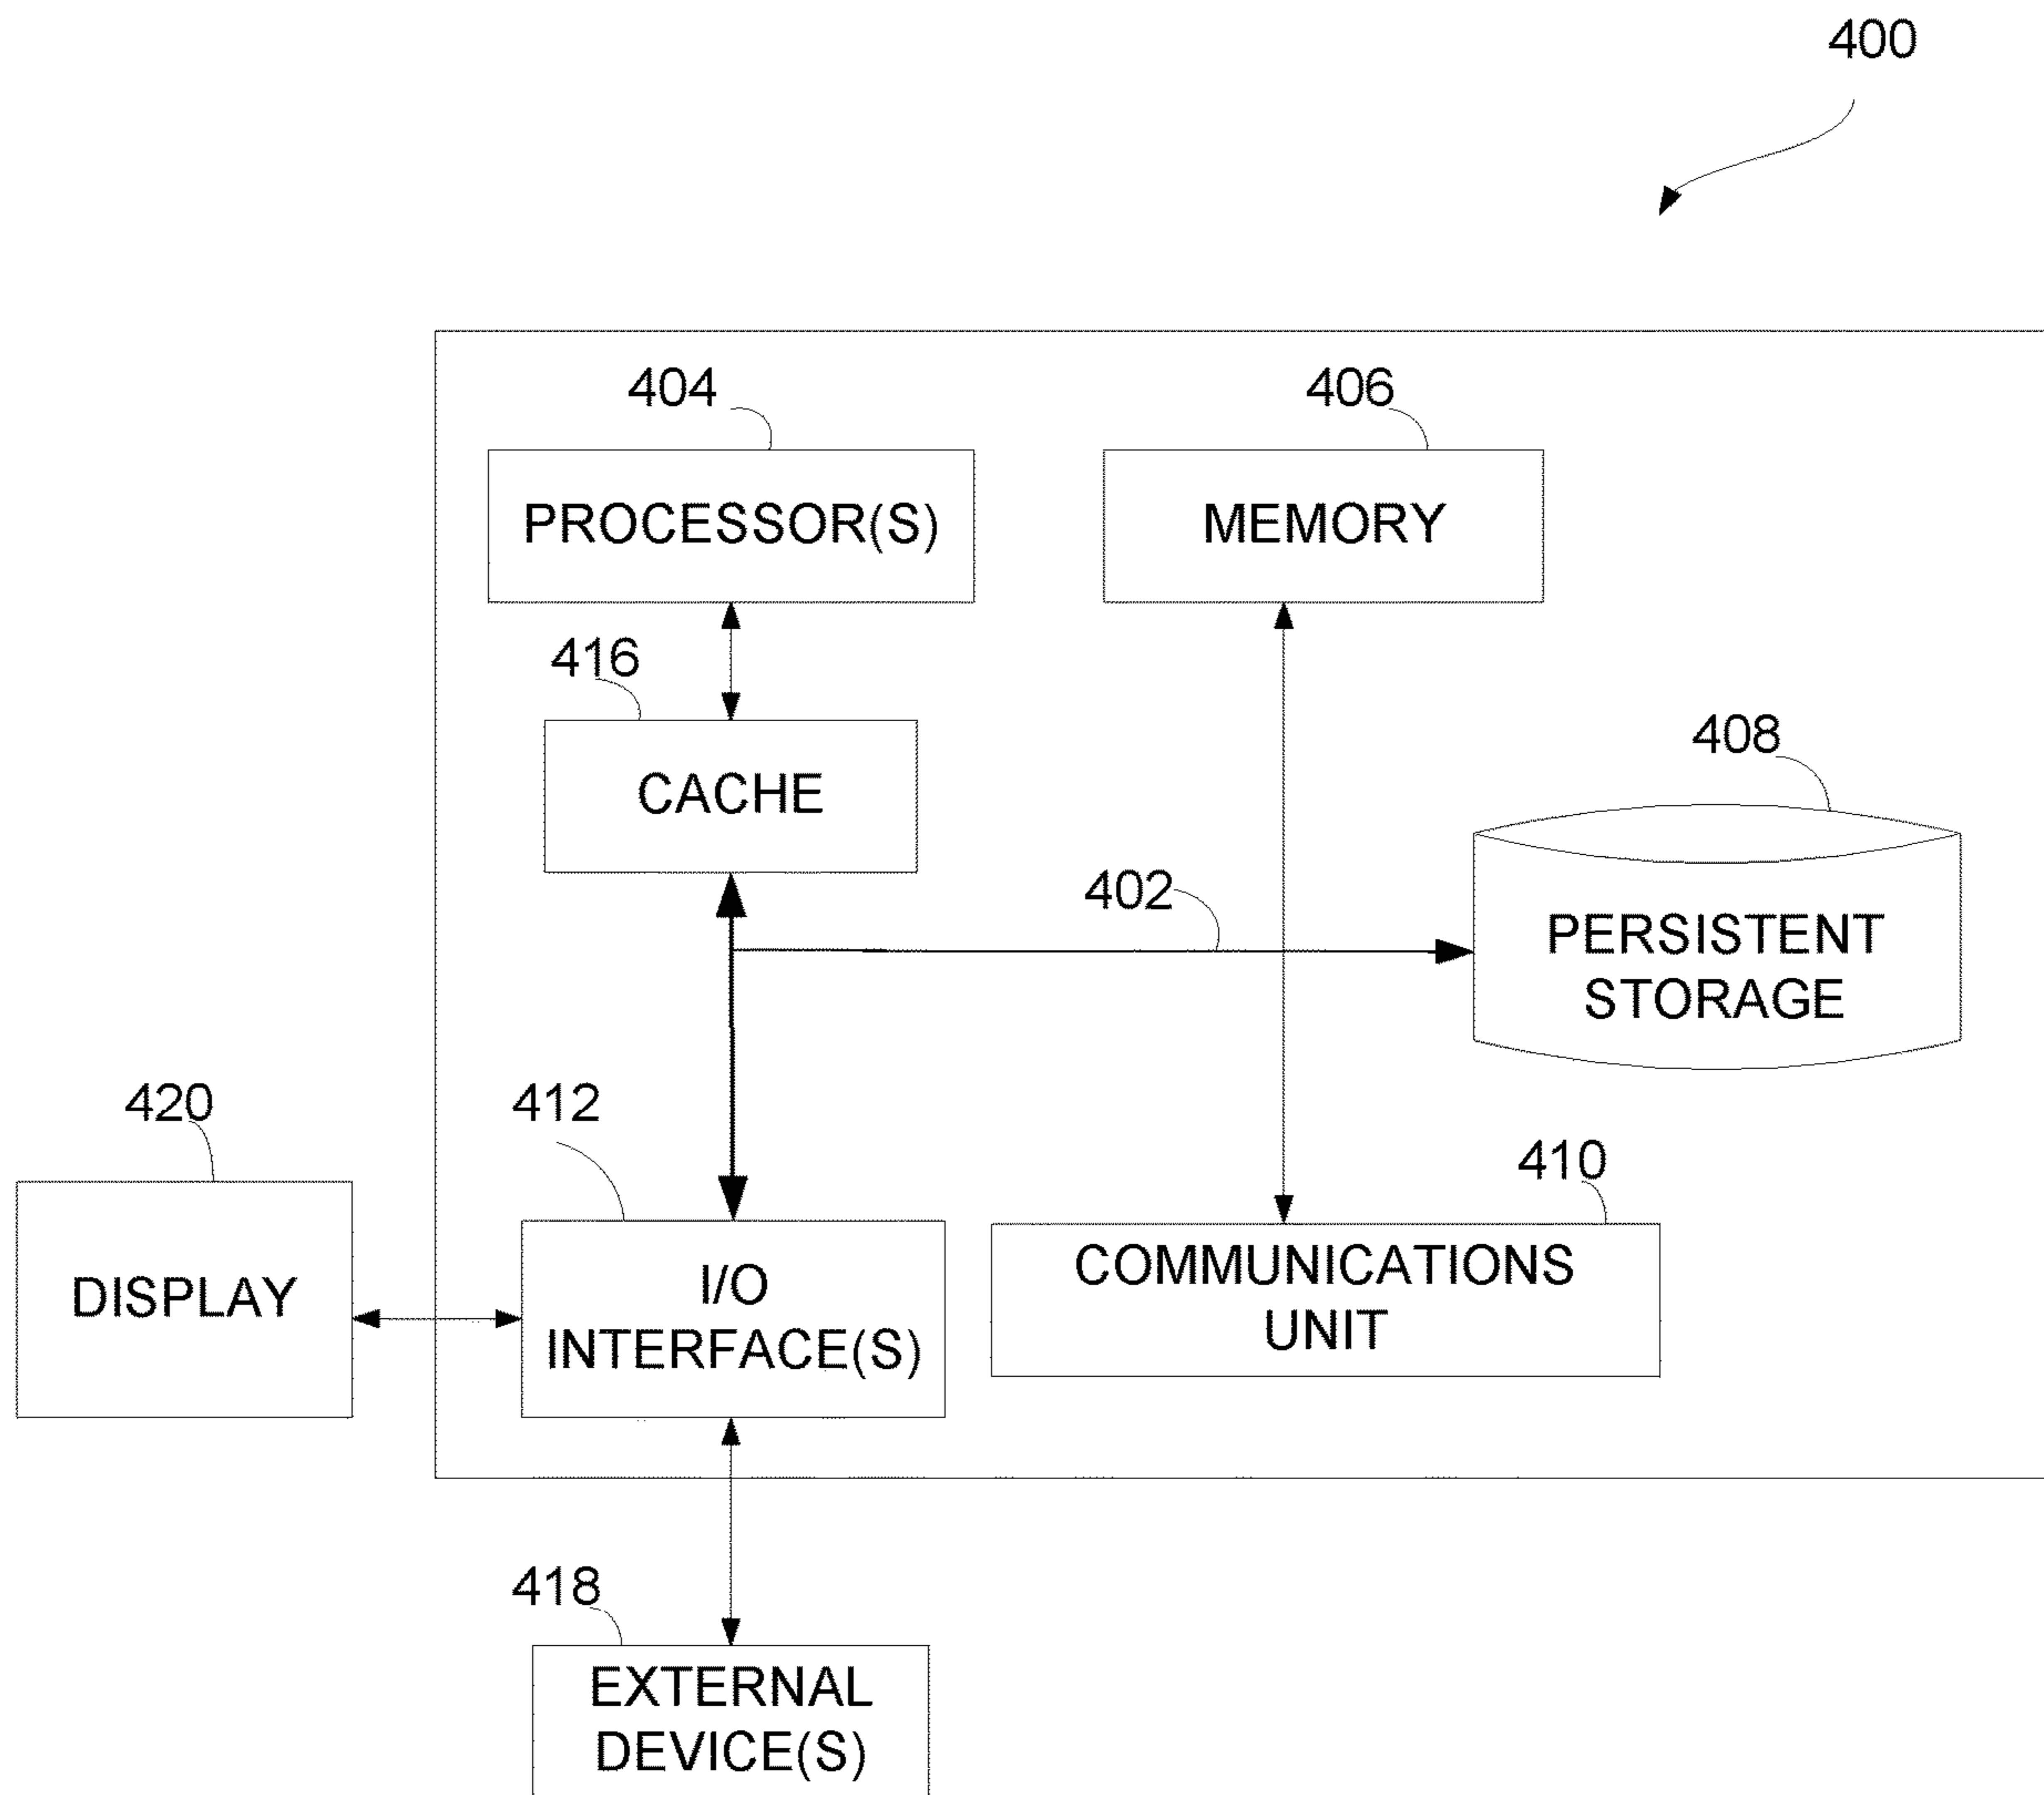 400
404
406
PROCESSOR(S)
MEMORY
416
CACHE
408
402
PERSISTENT
STORAGE
420
412
410
DISPLAY
I/O
INTERFACE(S)
COMMUNICATIONS
UNIT
418
EXTERNAL
DEVICE(S)